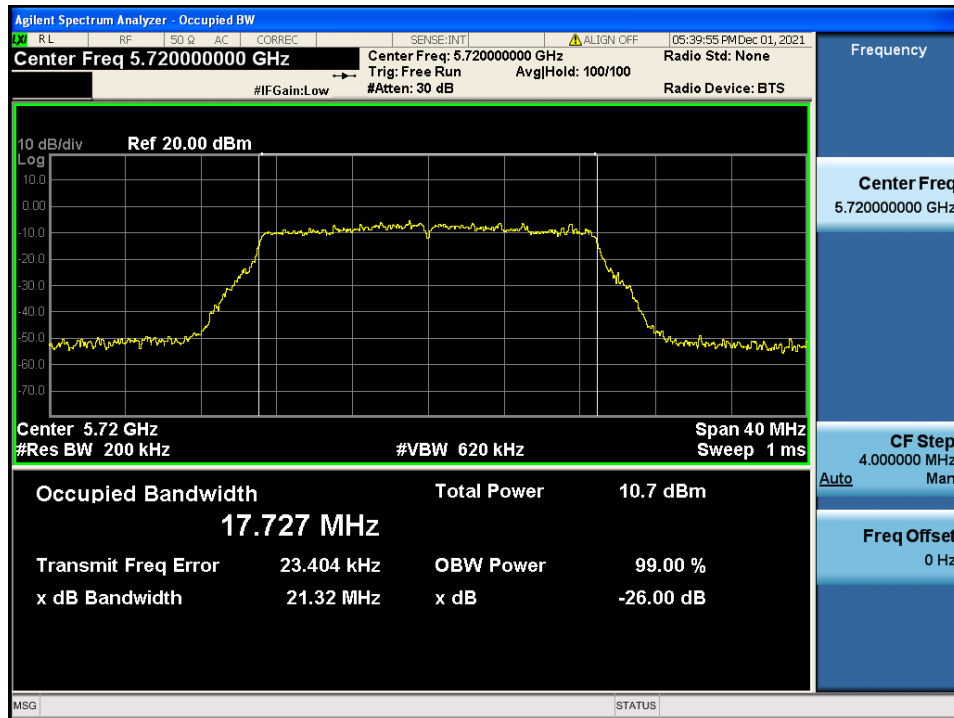 Agilent Spectrum Analyzer - Occupied BW
LXI RL RF 50 Ω AC CORREC SENSE:INT ALIGN OFF 05:39:55 PM Dec 01, 2021
Center Freq 5.720000000 GHz
Center Freq: 5.720000000 GHz Radio Std: None
Trig: Free Run Avg|Hold: 100/100
#IFGain:Low #Atten: 30 dB Radio Device: BTS
10 dB/div Ref 20.00 dBm
Log
10.0
0.00
-10.0
-20.0
-30.0
-40.0
-50.0
-60.0
-70.0
Center 5.72 GHz Span 40 MHz
#Res BW 200 kHz #VBW 620 kHz Sweep 1 ms
Occupied Bandwidth Total Power 10.7 dBm
17.727 MHz
Transmit Freq Error 23.404 kHz OBW Power 99.00 %
x dB Bandwidth 21.32 MHz x dB -26.00 dB
Frequency
Center Freq
5.720000000 GHz
CF Step
4.000000 MHz
Auto Man
Freq Offset
0 Hz
MSG STATUS